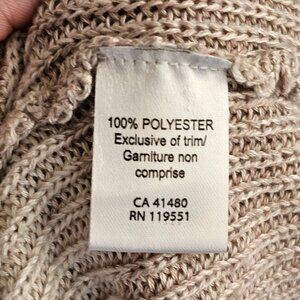 100% POLYESTER
Exclusive of trim/
Garniture non
comprise
CA 41480
RN 119551